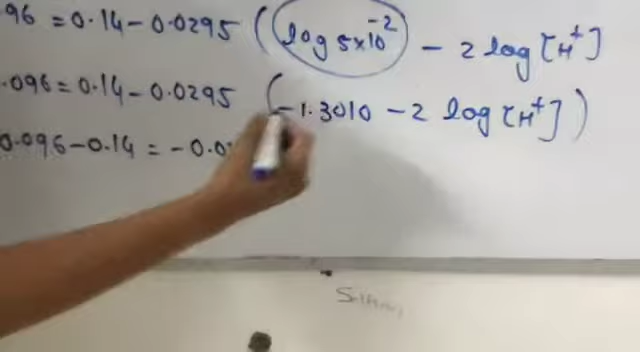 .96 = 0.14 - 0.0295 ( log 5×10⁻² - 2 log [H⁺]
.096 = 0.14 - 0.0295 ( -1.3010 - 2 log [H⁺] )
0.096 - 0.14 = - 0.0